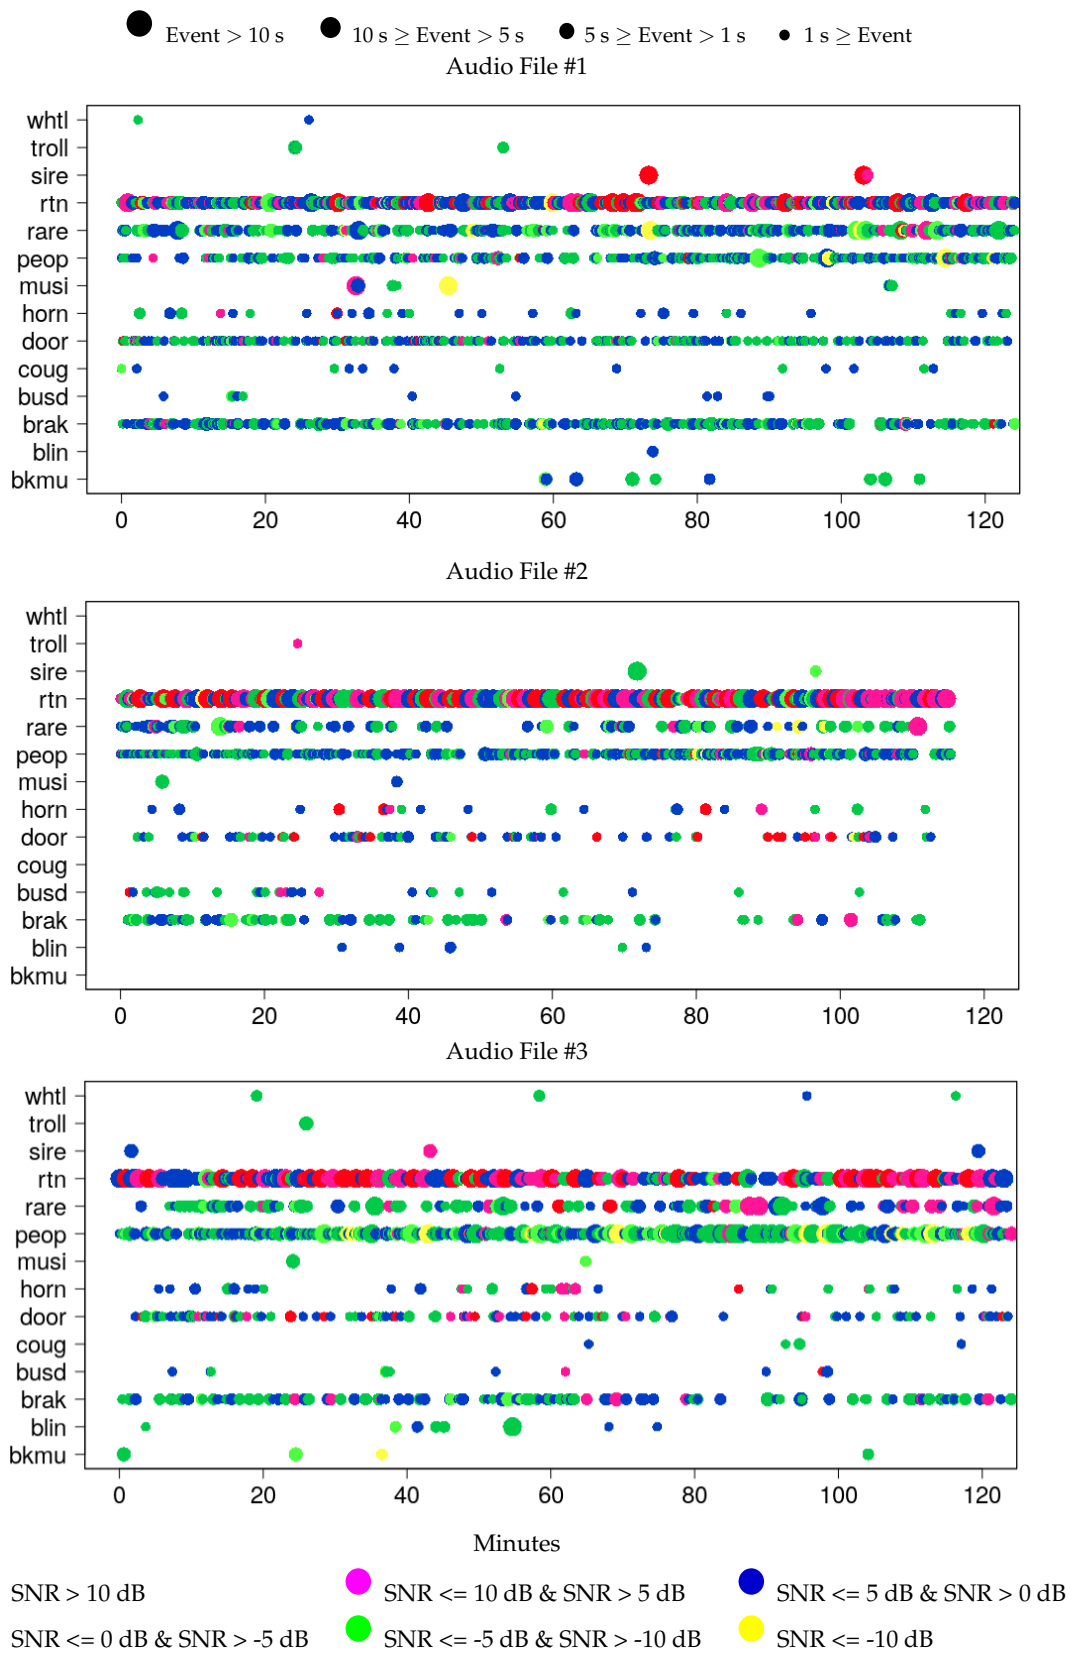 Event > 10 s 10 s ≥ Event > 5 s 5 s ≥ Event > 1 s 1 s ≥ Event
Audio File #1
whtl
troll
sire
rtn
rare
peop
musi
horn
door
coug
busd
brak
blin
bkmu
0 20 40 60 80 100 120
Audio File #2
whtl
troll
sire
rtn
rare
peop
musi
horn
door
coug
busd
brak
blin
bkmu
0 20 40 60 80 100 120
Audio File #3
whtl
troll
sire
rtn
rare
peop
musi
horn
door
coug
busd
brak
blin
bkmu
0 20 40 60 80 100 120
Minutes
SNR > 10 dB SNR <= 10 dB & SNR > 5 dB SNR <= 5 dB & SNR > 0 dB
SNR <= 0 dB & SNR > -5 dB SNR <= -5 dB & SNR > -10 dB SNR <= -10 dB